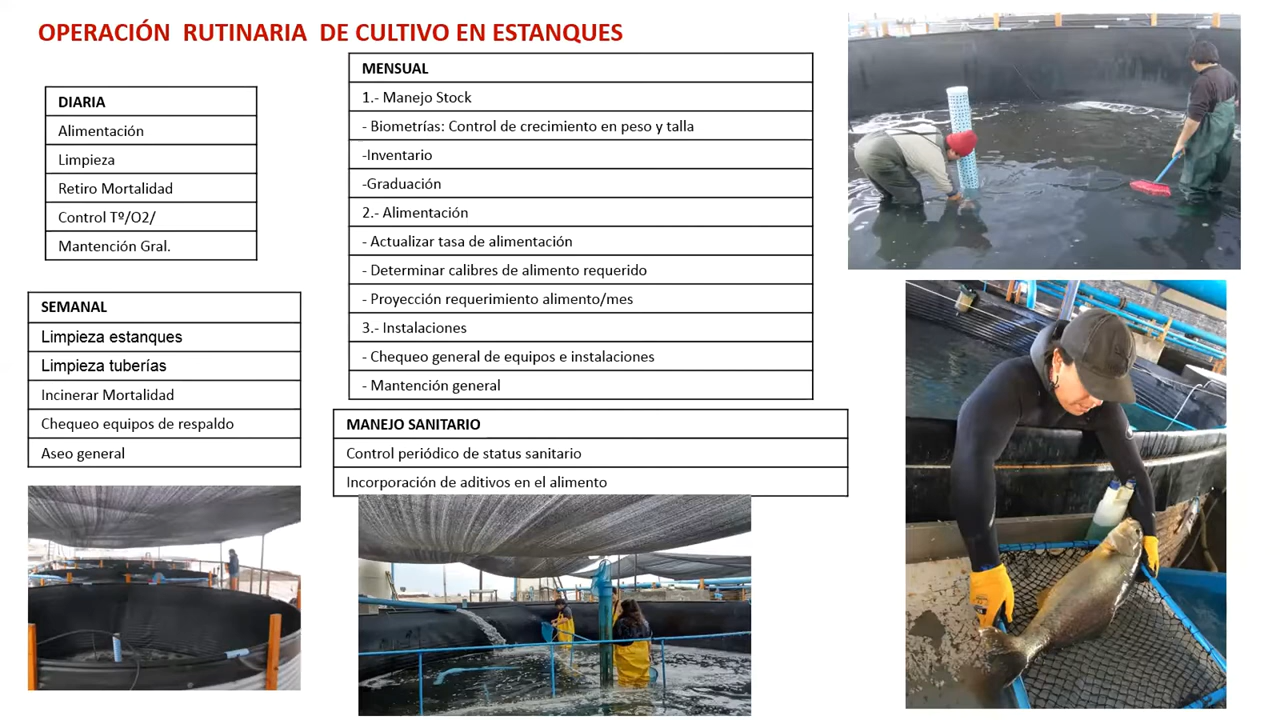 OPERACIÓN RUTINARIA DE CULTIVO EN ESTANQUES
DIARIA
Alimentación
Limpieza
Retiro Mortalidad
Control Tº/O2/
Mantención Gral.
SEMANAL
Limpieza estanques
Limpieza tuberías
Incinerar Mortalidad
Chequeo equipos de respaldo
Aseo general
MENSUAL
1.- Manejo Stock
- Biometrías: Control de crecimiento en peso y talla
-Inventario
-Graduación
2.- Alimentación
- Actualizar tasa de alimentación
- Determinar calibres de alimento requerido
- Proyección requerimiento alimento/mes
3.- Instalaciones
- Chequeo general de equipos e instalaciones
- Mantención general
MANEJO SANITARIO
Control periódico de status sanitario
Incorporación de aditivos en el alimento